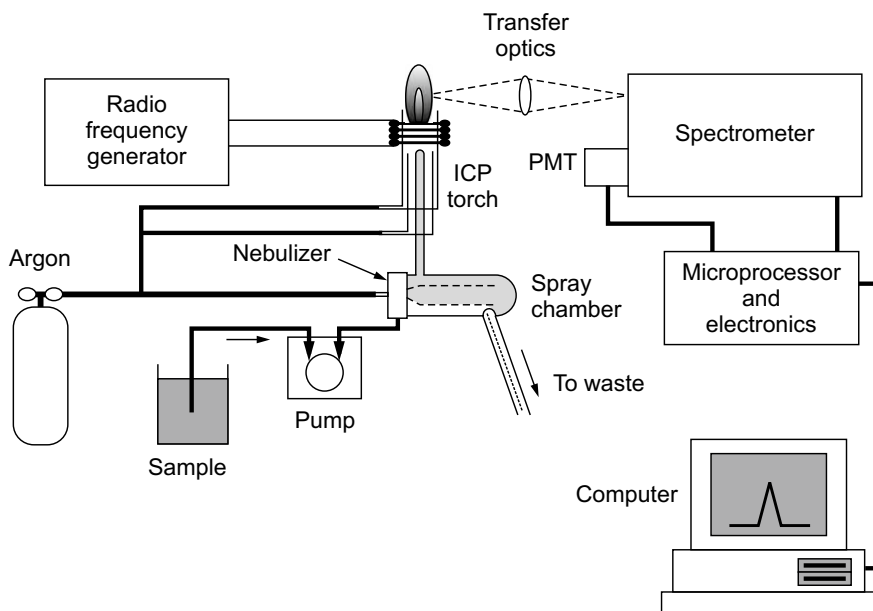 Transfer
optics
Radio
frequency
generator
Spectrometer
PMT
ICP
torch
Nebulizer
Argon
Spray
chamber
Microprocessor
and
electronics
To waste
Pump
Sample
Computer